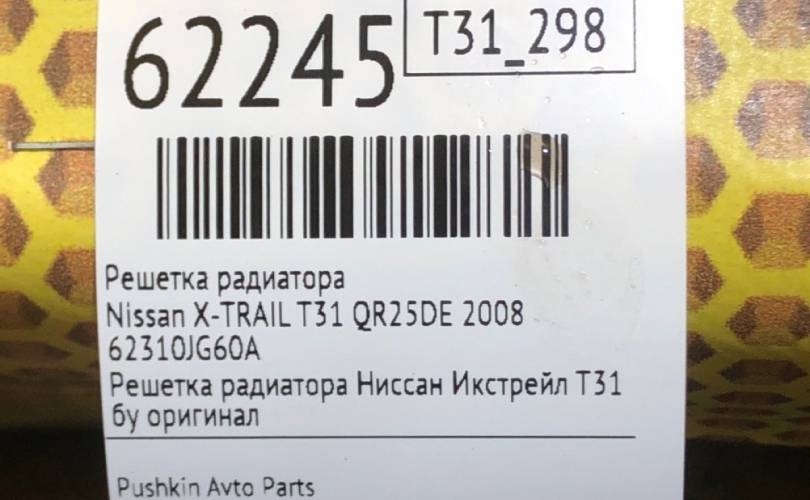 62245
T31_298
Решетка радиатора
Nissan X-TRAIL T31 QR25DE 2008
62310JG60A
Решетка радиатора Ниссан Икстрейл Т31
бу оригинал
Pushkin Avto Parts